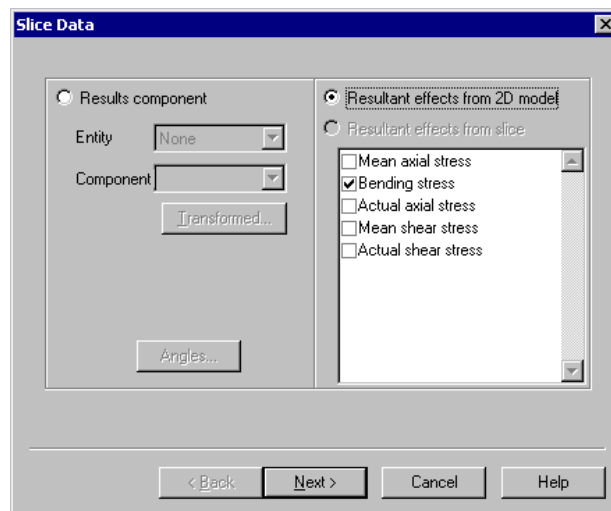 Slice Data
Results component
Entity None
Component
Transformed...
Angles...
Resultant effects from 2D model
Resultant effects from slice
Mean axial stress
Bending stress
Actual axial stress
Mean shear stress
Actual shear stress
< Back Next > Cancel Help